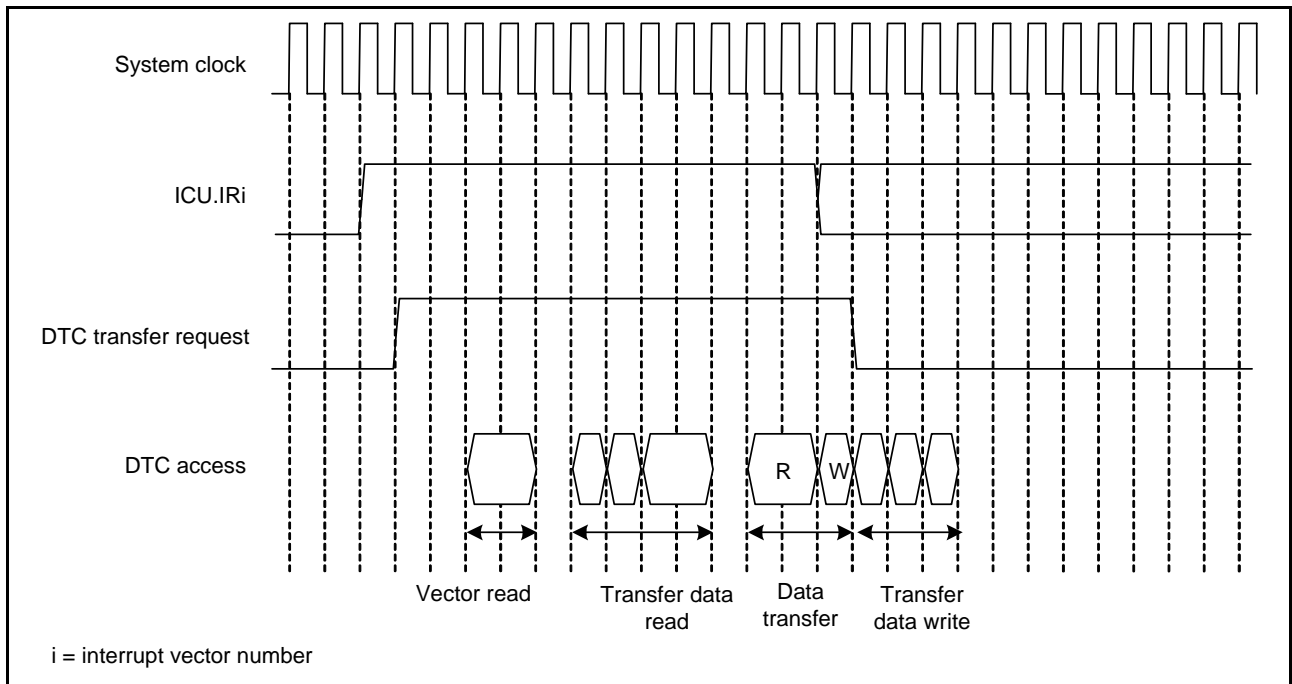 System clock
ICU.IRi
DTC transfer request
DTC access
R
W
Vector read
Transfer data
read
Data
transfer
Transfer
data write
i = interrupt vector number